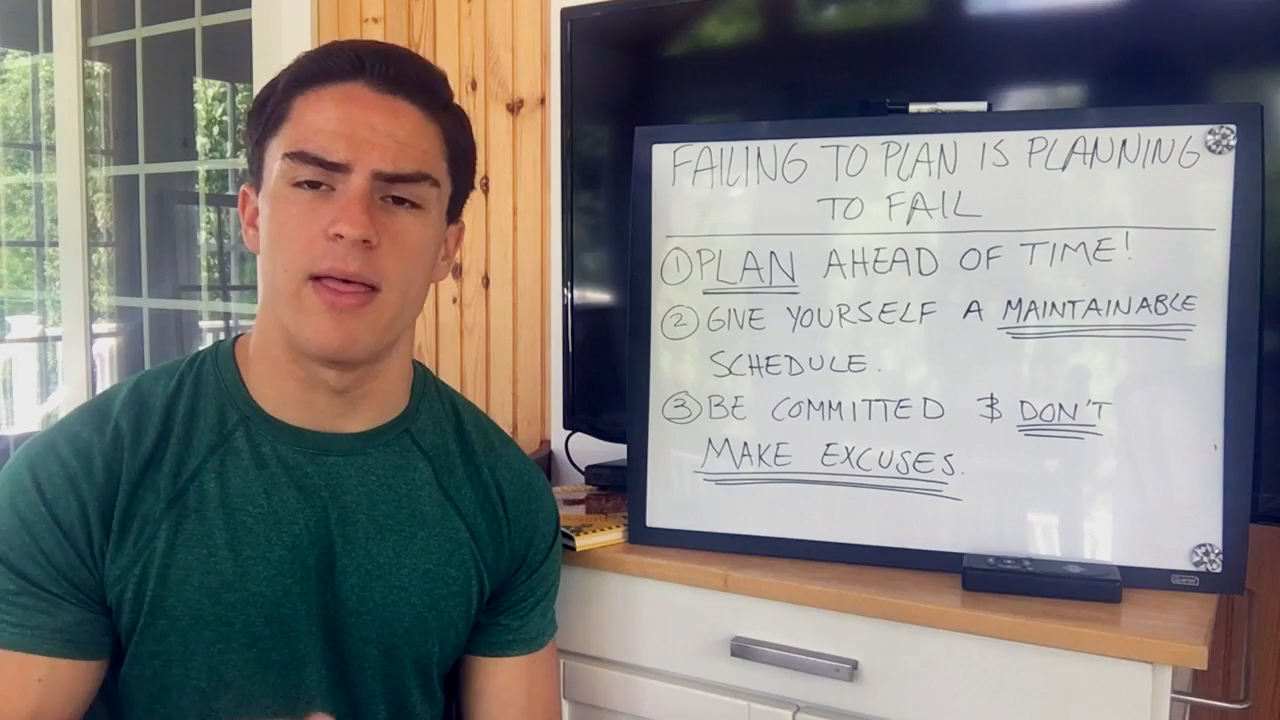 FAILING TO PLAN IS PLANNING
TO FAIL
① PLAN AHEAD OF TIME!
② GIVE YOURSELF A MAINTAINABLE
SCHEDULE.
③ BE COMMITTED & DON'T
MAKE EXCUSES.
Quartet